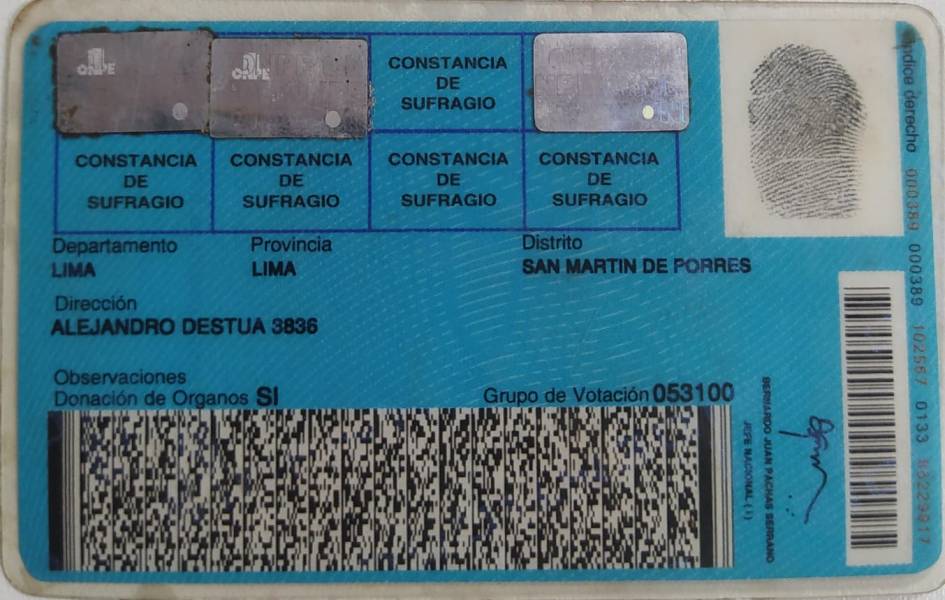 ONPE
ONPE
CONSTANCIA
DE
SUFRAGIO
CONSTANCIA
DE
SUFRAGIO
CONSTANCIA
DE
SUFRAGIO
CONSTANCIA
DE
SUFRAGIO
CONSTANCIA
DE
SUFRAGIO
Departamento
LIMA
Provincia
LIMA
Distrito
SAN MARTIN DE PORRES
Dirección
ALEJANDRO DESTUA 3836
Observaciones
Donación de Organos SI
Grupo de Votación 053100
BERNARDO JUAN PACHAS SERRANO
JEFE NACIONAL (i)
Indice derecho 000389 000389 102567 0133